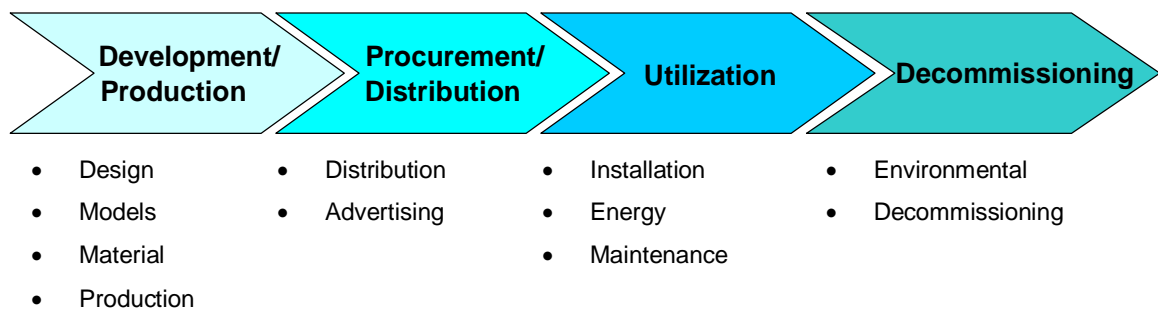 Development/
Production
Procurement/
Distribution
Utilization
Decommissioning
• Design
• Models
• Material
• Production
• Distribution
• Advertising
• Installation
• Energy
• Maintenance
• Environmental
• Decommissioning